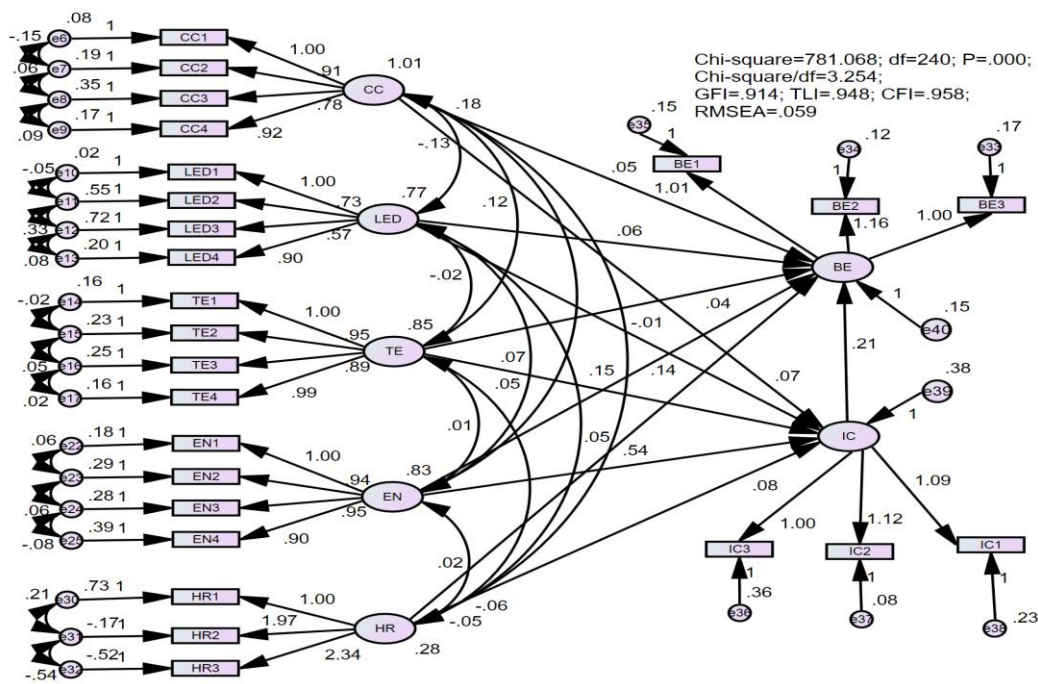 Chi-square=781.068; df=240; P=.000;
Chi-square/df=3.254;
GFI=.914; TLI=.948; CFI=.958;
RMSEA=.059
.08
-.15 e6 1 CC1
.19 1
e7 CC2
.06 .35 1
e8 CC3
.17 1
.09 e9 CC4
1.00
.91
.78
.92
1.01
CC
.02
-.05 e10 1 LED1
.55 1
e11 LED2
.72 1
e12 LED3
.33 .20 1
.08 e13 LED4
1.00
.73
.57
.90
.77
LED
.16
-.02 e14 1 TE1
.23 1
e15 TE2
.25 1
e16 TE3
.05 .16 1
.02 e17 TE4
1.00
.95
.89
.99
.85
TE
.06 e22 .18 1 EN1
.29 1
e23 EN2
.28 1
.06 e24 EN3
.39 1
-.08 e25 EN4
1.00
.94
.95
.90
.83
EN
.21 e30 .73 1 HR1
-.17 1
e31 HR2
-.52 1
-.54 e32 HR3
1.00
1.97
2.34
.28
HR
.18
-.13
.12
-.02
.07
.05
.01
.02
.05
-.06
-.05
.05
.06
.04
.15
.14
-.01
.07
.54
.08
.21
.15
e35
1
BE1
1.01
.12
e34
1
BE2
1.16
.17
e33
1
BE3
1.00
BE
1
.15
e40
.38
e39
1
IC
1.00
1.12
1.09
IC3
1
.36
e36
IC2
1
.08
e37
IC1
1
.23
e38